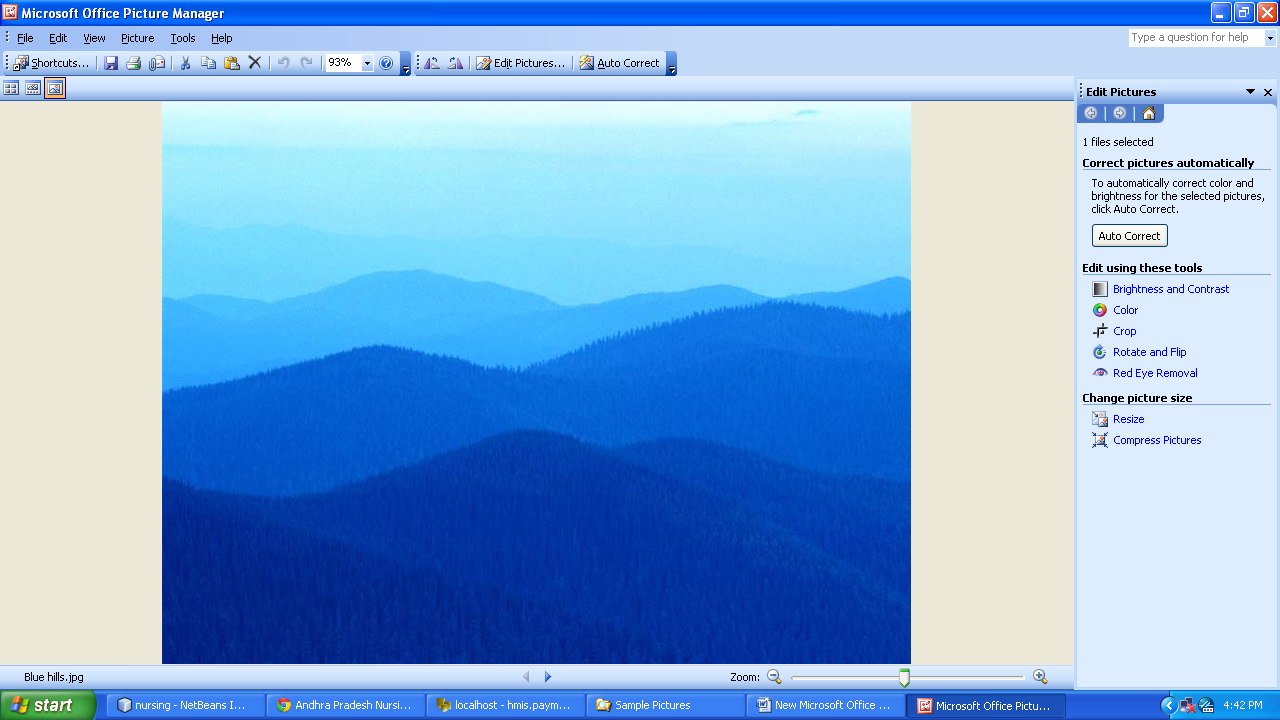 Microsoft Office Picture Manager
File Edit View Picture Tools Help
Type a question for help
Shortcuts... 93% Edit Pictures... Auto Correct
Edit Pictures
1 files selected
Correct pictures automatically
To automatically correct color and
brightness for the selected pictures,
click Auto Correct.
Auto Correct
Edit using these tools
Brightness and Contrast
Color
Crop
Rotate and Flip
Red Eye Removal
Change picture size
Resize
Compress Pictures
Blue hills.jpg
Zoom:
start
nursing - NetBeans I...
Andhra Pradesh Nursi...
localhost - hmis.paym...
Sample Pictures
New Microsoft Office ...
Microsoft Office Pictu...
4:42 PM